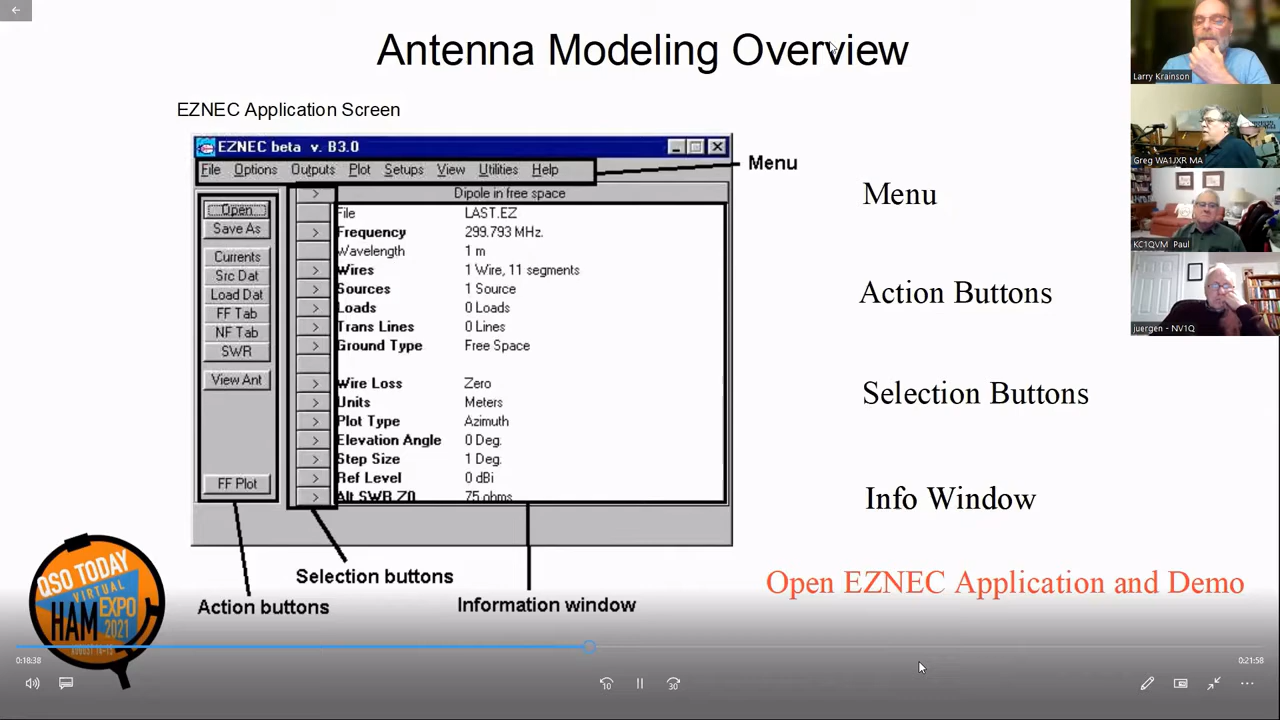 Antenna Modeling Overview
EZNEC Application Screen
EZNEC beta v. B3.0
File Options Outputs Plot Setups View Utilities Help
Menu
Open
Save As
Currents
Src Dat
Load Dat
FF Tab
NF Tab
SWR
View Ant
FF Plot
>
Dipole in free space
File LAST.EZ
> Frequency 299.793 MHz.
Wavelength 1 m
> Wires 1 Wire, 11 segments
> Sources 1 Source
> Loads 0 Loads
> Trans Lines 0 Lines
> Ground Type Free Space
> Wire Loss Zero
> Units Meters
> Plot Type Azimuth
> Elevation Angle 0 Deg.
> Step Size 1 Deg.
> Ref Level 0 dBi
> Alt SWR Z0 75 ohms
Selection buttons
Action buttons
Information window
Menu
Action Buttons
Selection Buttons
Info Window
Open EZNEC Application and Demo
Larry Krainson
Greg WA1JXR MA
KC1QVM Paul
juergen - NV1Q
QSO TODAY
VIRTUAL
HAM EXPO
2021
0:18:38
0:21:58
10
30